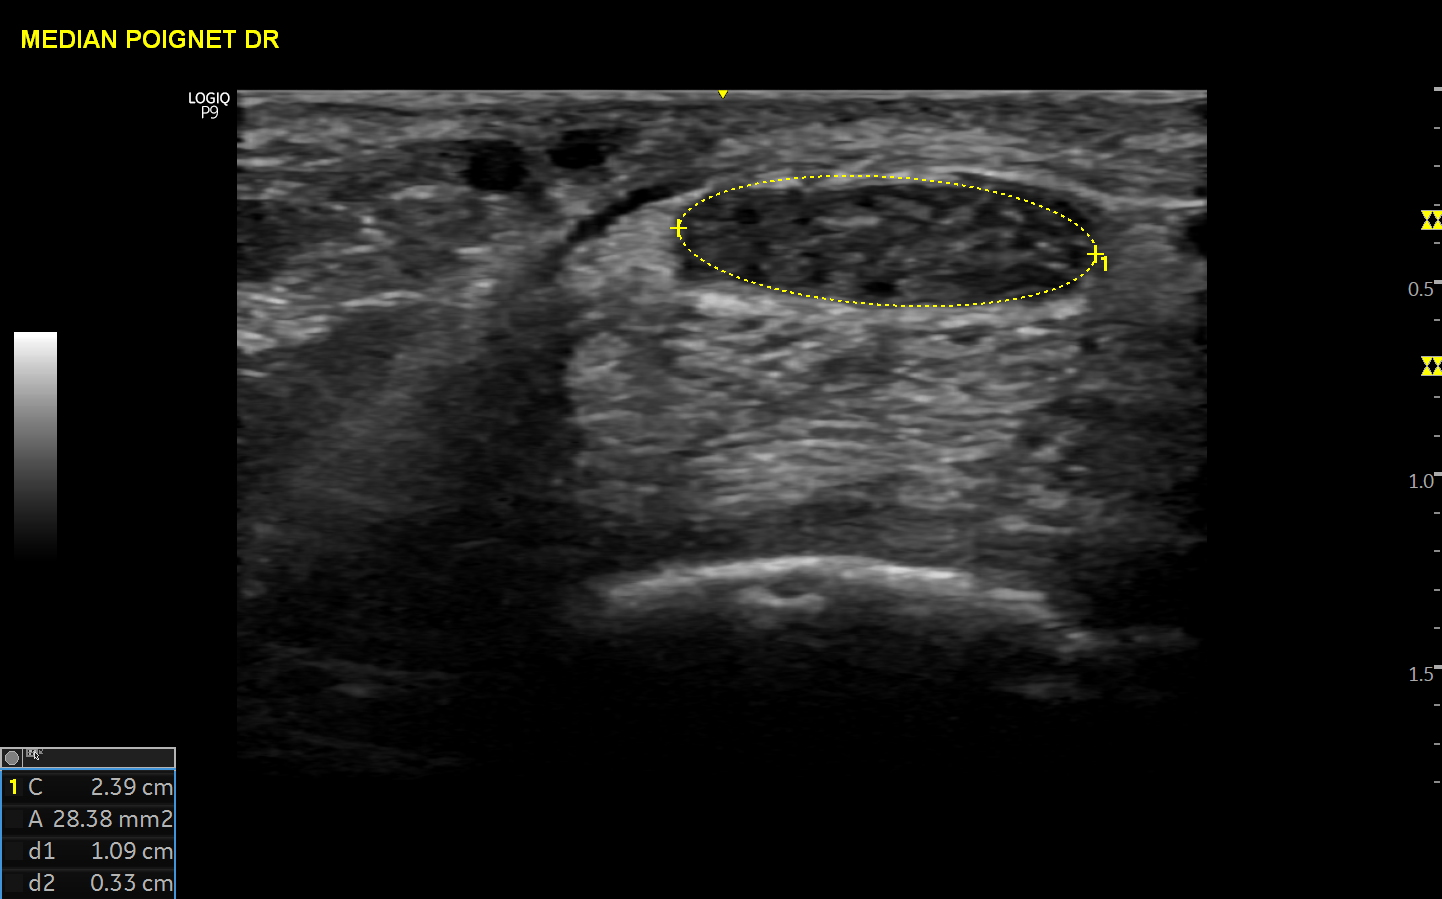 MEDIAN POIGNET DR
LOGIQ
P9
1
0.5
1.0
1.5
1 C 2.39 cm
A 28.38 mm2
d1 1.09 cm
d2 0.33 cm